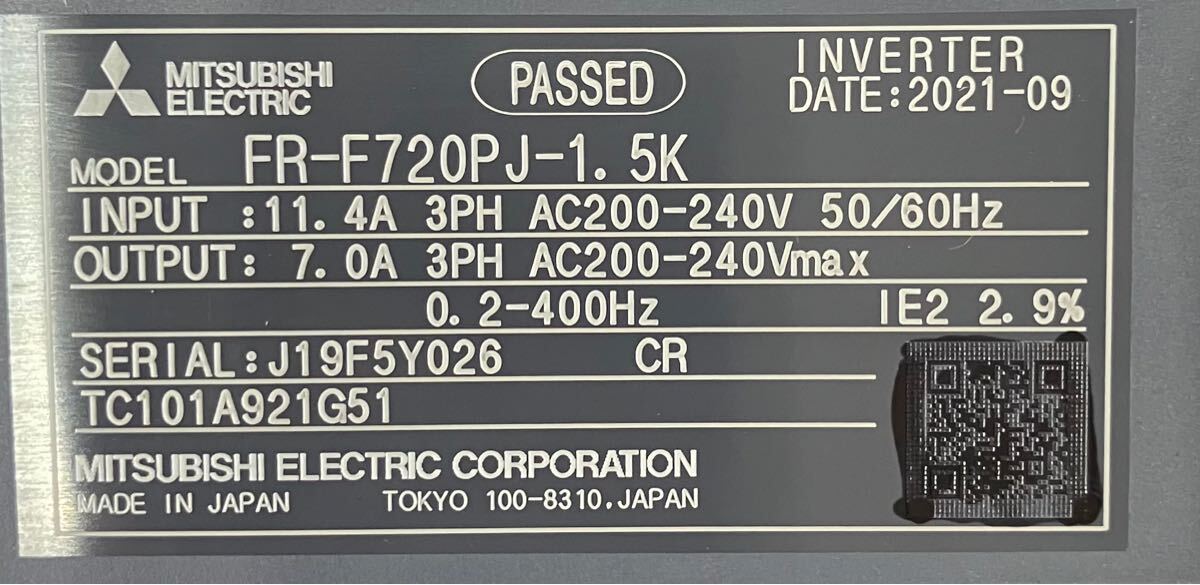 MITSUBISHI
ELECTRIC
PASSED
INVERTER
DATE:2021-09
MODEL FR-F720PJ-1.5K
INPUT :11.4A 3PH AC200-240V 50/60Hz
OUTPUT: 7.0A 3PH AC200-240Vmax
0.2-400Hz IE2 2.9%
SERIAL:J19F5Y026 CR
TC101A921G51
MITSUBISHI ELECTRIC CORPORATION
MADE IN JAPAN TOKYO 100-8310,JAPAN